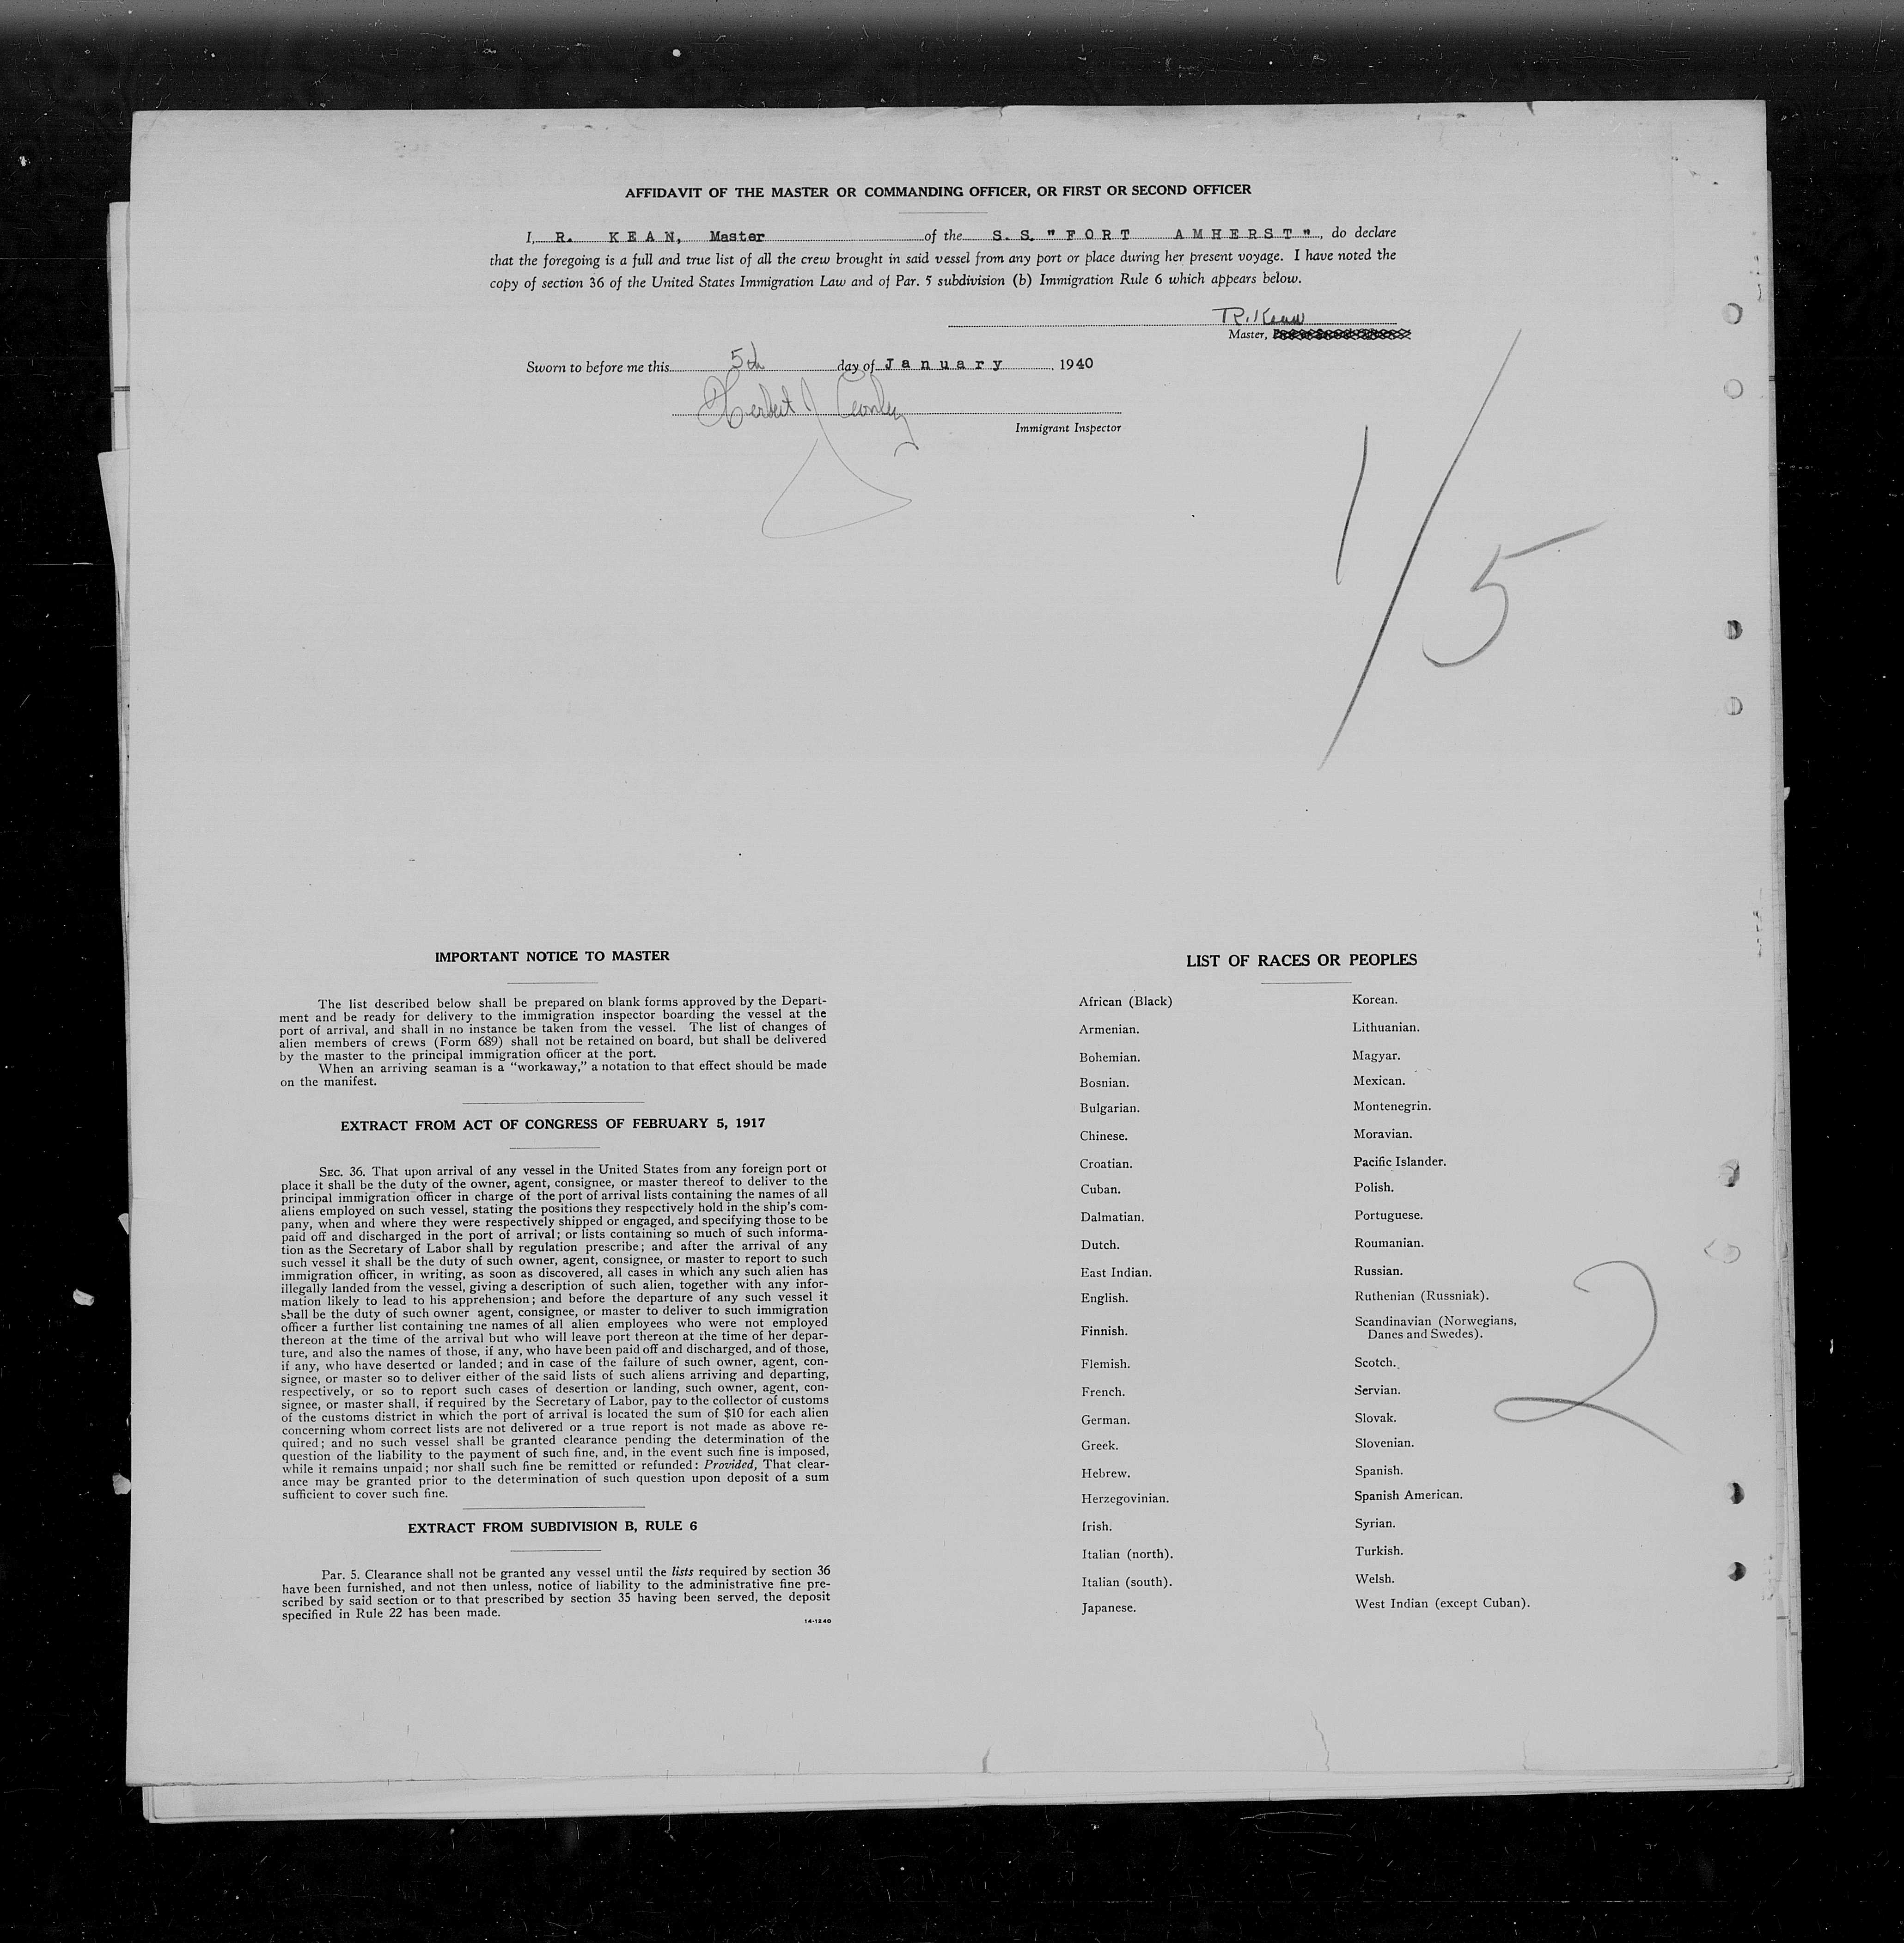 AFFIDAVIT OF THE MASTER OR COMMANDING OFFICER, OR FIRST OR SECOND OFFICER
I, R. KEAN, Master of the S. S. "FORT AMHERST", do declare
that the foregoing is a full and true list of all the crew brought in said vessel from any port or place during her present voyage. I have noted the
copy of section 36 of the United States Immigration Law and of Par. 5 subdivision (b) Immigration Rule 6 which appears below.
R. Kean
Master,
Sworn to before me this 5th day of January, 1940
Herbert J
Immigrant Inspector
1/5
IMPORTANT NOTICE TO MASTER
The list described below shall be prepared on blank forms approved by the Depart-
ment and be ready for delivery to the immigration inspector boarding the vessel at the
port of arrival, and shall in no instance be taken from the vessel. The list of changes of
alien members of crews (Form 689) shall not be retained on board, but shall be delivered
by the master to the principal immigration officer at the port.
When an arriving seaman is a "workaway," a notation to that effect should be made
on the manifest.
EXTRACT FROM ACT OF CONGRESS OF FEBRUARY 5, 1917
SEC. 36. That upon arrival of any vessel in the United States from any foreign port or
place it shall be the duty of the owner, agent, consignee, or master thereof to deliver to the
principal immigration officer in charge of the port of arrival lists containing the names of all
aliens employed on such vessel, stating the positions they respectively hold in the ship's com-
pany, when and where they were respectively shipped or engaged, and specifying those to be
paid off and discharged in the port of arrival; or lists containing so much of such informa-
tion as the Secretary of Labor shall by regulation prescribe; and after the arrival of any
such vessel it shall be the duty of such owner, agent, consignee, or master to report to such
immigration officer, in writing, as soon as discovered, all cases in which any such alien has
illegally landed from the vessel, giving a description of such alien, together with any infor-
mation likely to lead to his apprehension; and before the departure of any such vessel it
shall be the duty of such owner agent, consignee, or master to deliver to such immigration
officer a further list containing the names of all alien employees who were not employed
thereon at the time of the arrival but who will leave port thereon at the time of her depar-
ture, and also the names of those, if any, who have been paid off and discharged, and of those,
if any, who have deserted or landed; and in case of the failure of such owner, agent, con-
signee, or master so to deliver either of the said lists of such aliens arriving and departing,
respectively, or so to report such cases of desertion or landing, such owner, agent, con-
signee, or master shall, if required by the Secretary of Labor, pay to the collector of customs
of the customs district in which the port of arrival is located the sum of $10 for each alien
concerning whom correct lists are not delivered or a true report is not made as above re-
quired; and no such vessel shall be granted clearance pending the determination of the
question of the liability to the payment of such fine, and, in the event such fine is imposed,
while it remains unpaid; nor shall such fine be remitted or refunded: Provided, That clear-
ance may be granted prior to the determination of such question upon deposit of a sum
sufficient to cover such fine.
EXTRACT FROM SUBDIVISION B, RULE 6
Par. 5. Clearance shall not be granted any vessel until the lists required by section 36
have been furnished, and not then unless, notice of liability to the administrative fine pre-
scribed by said section or to that prescribed by section 35 having been served, the deposit
specified in Rule 22 has been made.
14-1240
LIST OF RACES OR PEOPLES
African (Black)
Armenian.
Bohemian.
Bosnian.
Bulgarian.
Chinese.
Croatian.
Cuban.
Dalmatian.
Dutch.
East Indian.
English.
Finnish.
Flemish.
French.
German.
Greek.
Hebrew.
Herzegovinian.
Irish.
Italian (north).
Italian (south).
Japanese.
Korean.
Lithuanian.
Magyar.
Mexican.
Montenegrin.
Moravian.
Pacific Islander.
Polish.
Portuguese.
Roumanian.
Russian.
Ruthenian (Russniak).
Scandinavian (Norwegians,
Danes and Swedes).
Scotch.
Servian.
Slovak.
Slovenian.
Spanish.
Spanish American.
Syrian.
Turkish.
Welsh.
West Indian (except Cuban).
2